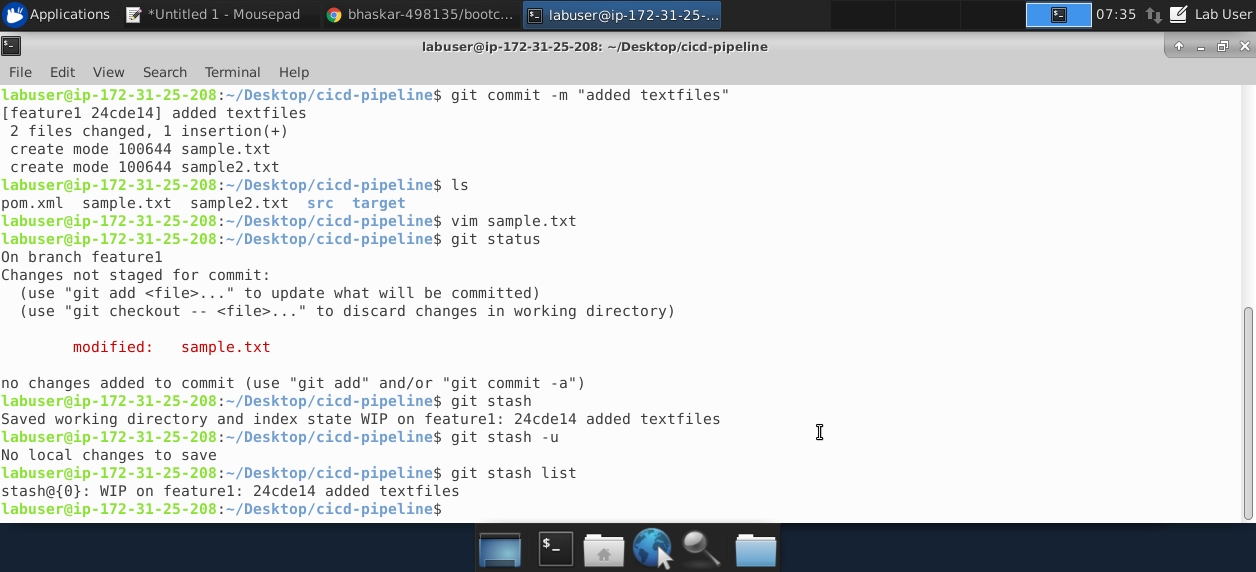 Applications
*Untitled 1 - Mousepad
bhaskar-498135/bootc...
labuser@ip-172-31-25-...
07:35
Lab User
labuser@ip-172-31-25-208: ~/Desktop/cicd-pipeline
File Edit View Search Terminal Help
labuser@ip-172-31-25-208:~/Desktop/cicd-pipeline$ git commit -m "added textfiles"
[feature1 24cde14] added textfiles
 2 files changed, 1 insertion(+)
 create mode 100644 sample.txt
 create mode 100644 sample2.txt
labuser@ip-172-31-25-208:~/Desktop/cicd-pipeline$ ls
pom.xml  sample.txt  sample2.txt  src  target
labuser@ip-172-31-25-208:~/Desktop/cicd-pipeline$ vim sample.txt
labuser@ip-172-31-25-208:~/Desktop/cicd-pipeline$ git status
On branch feature1
Changes not staged for commit:
  (use "git add <file>..." to update what will be committed)
  (use "git checkout -- <file>..." to discard changes in working directory)
        modified:   sample.txt
no changes added to commit (use "git add" and/or "git commit -a")
labuser@ip-172-31-25-208:~/Desktop/cicd-pipeline$ git stash
Saved working directory and index state WIP on feature1: 24cde14 added textfiles
labuser@ip-172-31-25-208:~/Desktop/cicd-pipeline$ git stash -u
No local changes to save
labuser@ip-172-31-25-208:~/Desktop/cicd-pipeline$ git stash list
stash@{0}: WIP on feature1: 24cde14 added textfiles
labuser@ip-172-31-25-208:~/Desktop/cicd-pipeline$
$_